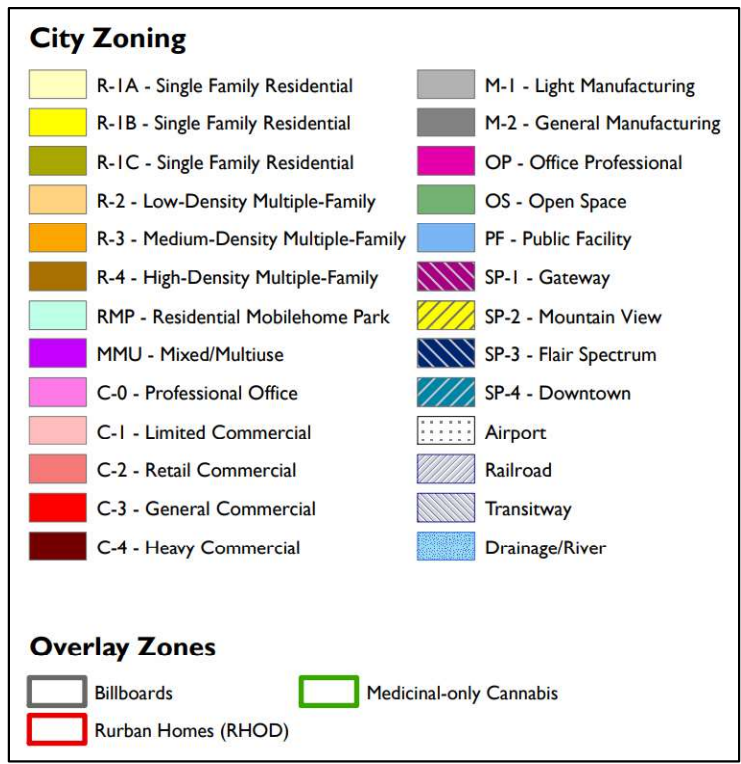 City Zoning
R-1A - Single Family Residential
R-1B - Single Family Residential
R-1C - Single Family Residential
R-2 - Low-Density Multiple-Family
R-3 - Medium-Density Multiple-Family
R-4 - High-Density Multiple-Family
RMP - Residential Mobilehome Park
MMU - Mixed/Multiuse
C-0 - Professional Office
C-1 - Limited Commercial
C-2 - Retail Commercial
C-3 - General Commercial
C-4 - Heavy Commercial
M-1 - Light Manufacturing
M-2 - General Manufacturing
OP - Office Professional
OS - Open Space
PF - Public Facility
SP-1 - Gateway
SP-2 - Mountain View
SP-3 - Flair Spectrum
SP-4 - Downtown
Airport
Railroad
Transitway
Drainage/River
Overlay Zones
Billboards
Rurban Homes (RHOD)
Medicinal-only Cannabis